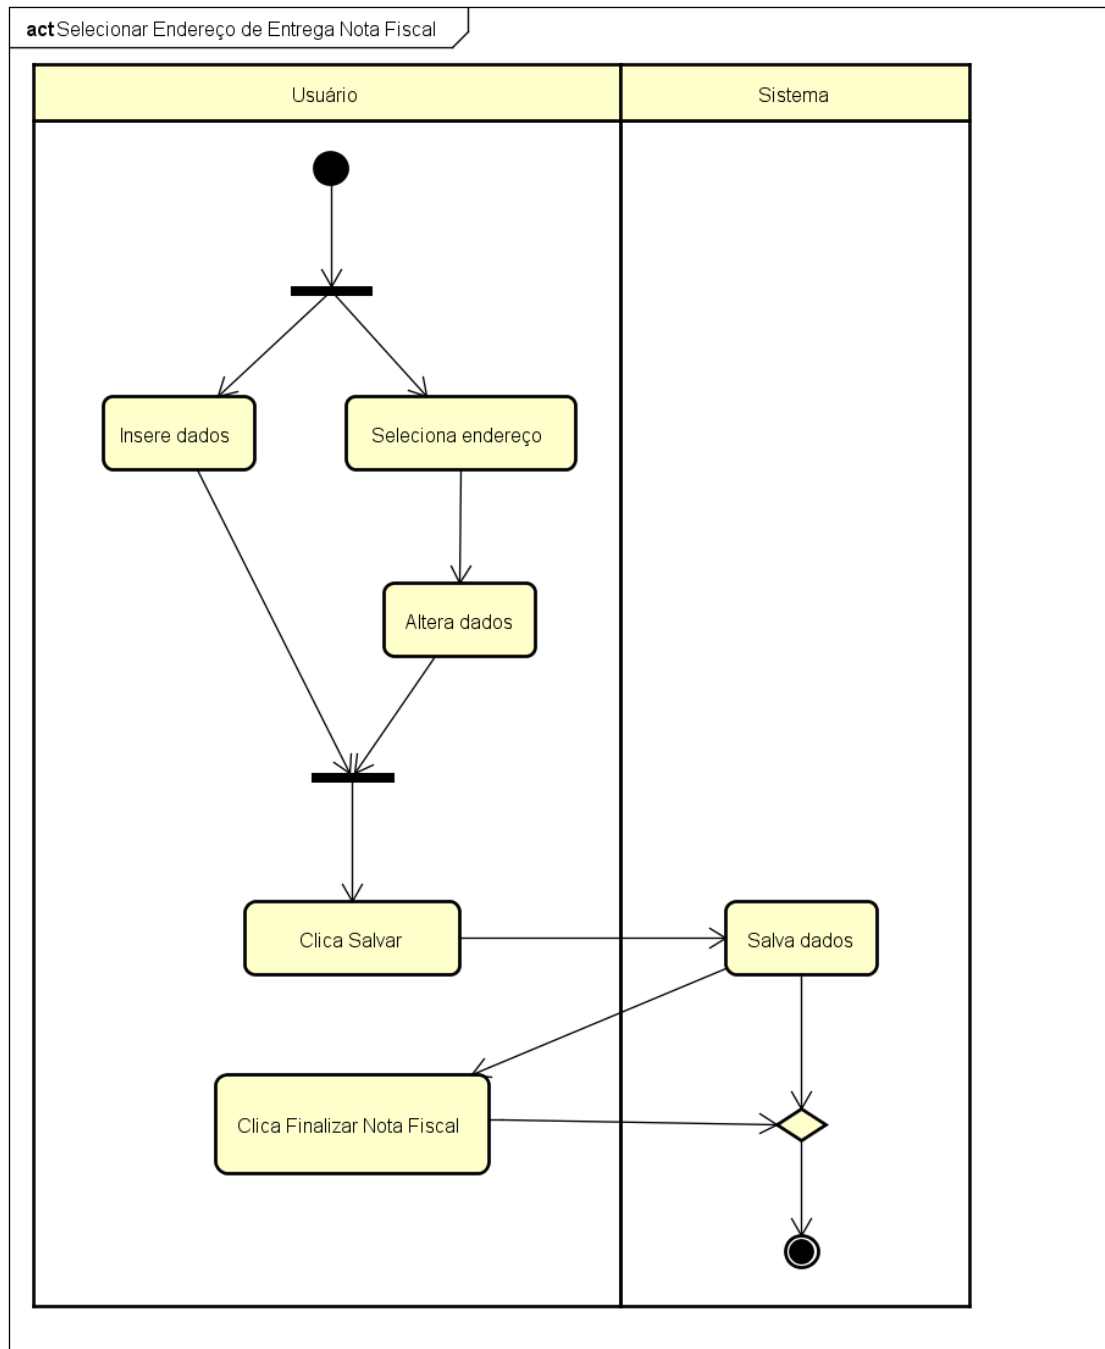 act Selecionar Endereço de Entrega Nota Fiscal
Usuário
Sistema
Insere dados
Seleciona endereço
Altera dados
Clica Salvar
Salva dados
Clica Finalizar Nota Fiscal